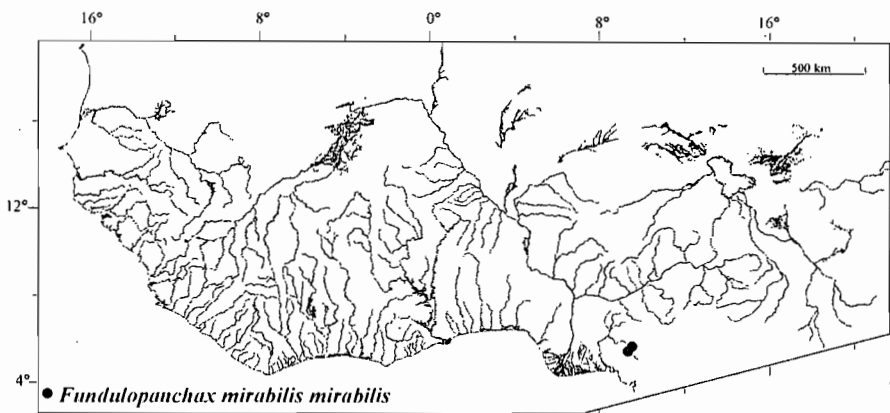 16° 8° 0° 8° 16°
500 km
12°
4°
● Fundulopanchax mirabilis mirabilis